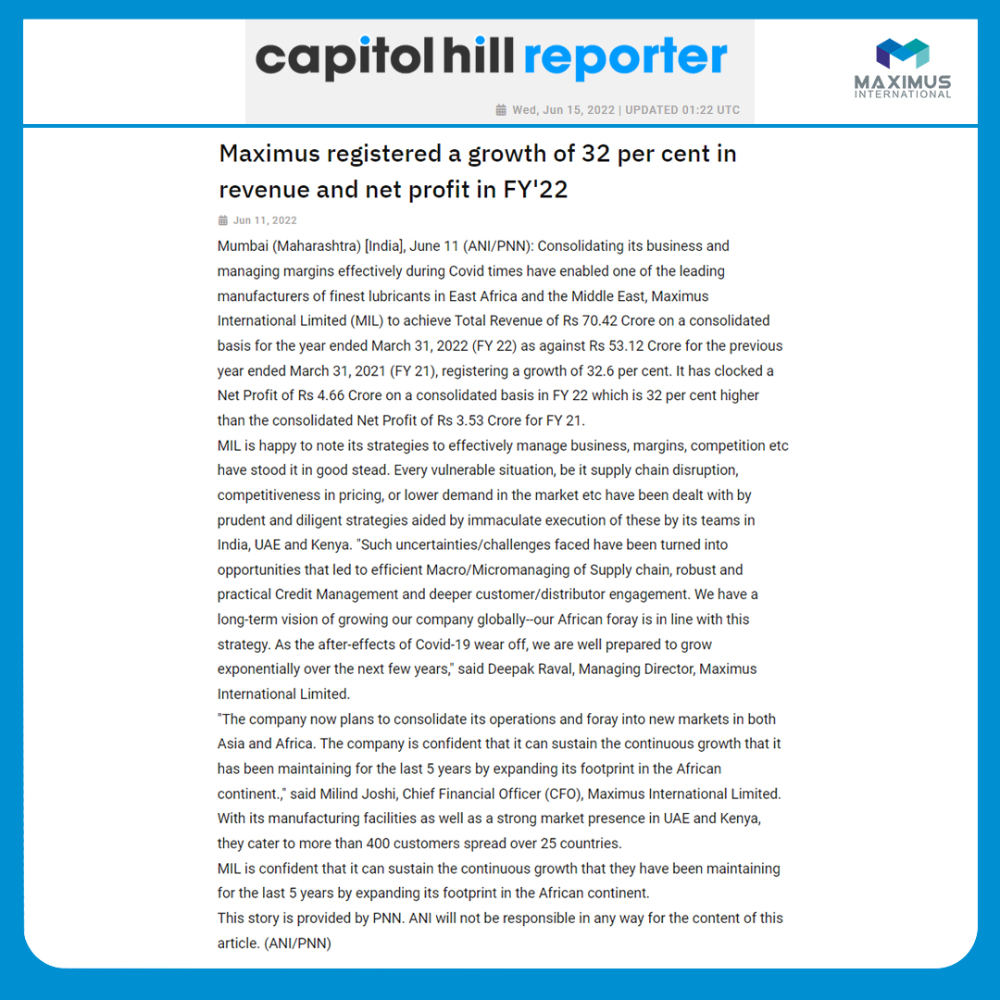 capitol hill reporter
Wed, Jun 15, 2022 | UPDATED 01:22 UTC
MAXIMUS
INTERNATIONAL
Maximus registered a growth of 32 per cent in
revenue and net profit in FY'22
Jun 11, 2022
Mumbai (Maharashtra) [India], June 11 (ANI/PNN): Consolidating its business and
managing margins effectively during Covid times have enabled one of the leading
manufacturers of finest lubricants in East Africa and the Middle East, Maximus
International Limited (MIL) to achieve Total Revenue of Rs 70.42 Crore on a consolidated
basis for the year ended March 31, 2022 (FY 22) as against Rs 53.12 Crore for the previous
year ended March 31, 2021 (FY 21), registering a growth of 32.6 per cent. It has clocked a
Net Profit of Rs 4.66 Crore on a consolidated basis in FY 22 which is 32 per cent higher
than the consolidated Net Profit of Rs 3.53 Crore for FY 21.
MIL is happy to note its strategies to effectively manage business, margins, competition etc
have stood it in good stead. Every vulnerable situation, be it supply chain disruption,
competitiveness in pricing, or lower demand in the market etc have been dealt with by
prudent and diligent strategies aided by immaculate execution of these by its teams in
India, UAE and Kenya. "Such uncertainties/challenges faced have been turned into
opportunities that led to efficient Macro/Micromanaging of Supply chain, robust and
practical Credit Management and deeper customer/distributor engagement. We have a
long-term vision of growing our company globally--our African foray is in line with this
strategy. As the after-effects of Covid-19 wear off, we are well prepared to grow
exponentially over the next few years," said Deepak Raval, Managing Director, Maximus
International Limited.
"The company now plans to consolidate its operations and foray into new markets in both
Asia and Africa. The company is confident that it can sustain the continuous growth that it
has been maintaining for the last 5 years by expanding its footprint in the African
continent.," said Milind Joshi, Chief Financial Officer (CFO), Maximus International Limited.
With its manufacturing facilities as well as a strong market presence in UAE and Kenya,
they cater to more than 400 customers spread over 25 countries.
MIL is confident that it can sustain the continuous growth that they have been maintaining
for the last 5 years by expanding its footprint in the African continent.
This story is provided by PNN. ANI will not be responsible in any way for the content of this
article. (ANI/PNN)